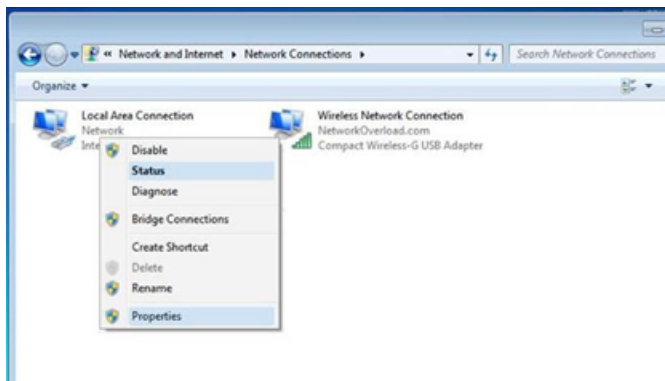 « Network and Internet ▸ Network Connections ▸
Search Network Connections
Organize
Local Area Connection
Network
Inte
Wireless Network Connection
NetworkOverload.com
Compact Wireless-G USB Adapter
Disable
Status
Diagnose
Bridge Connections
Create Shortcut
Delete
Rename
Properties